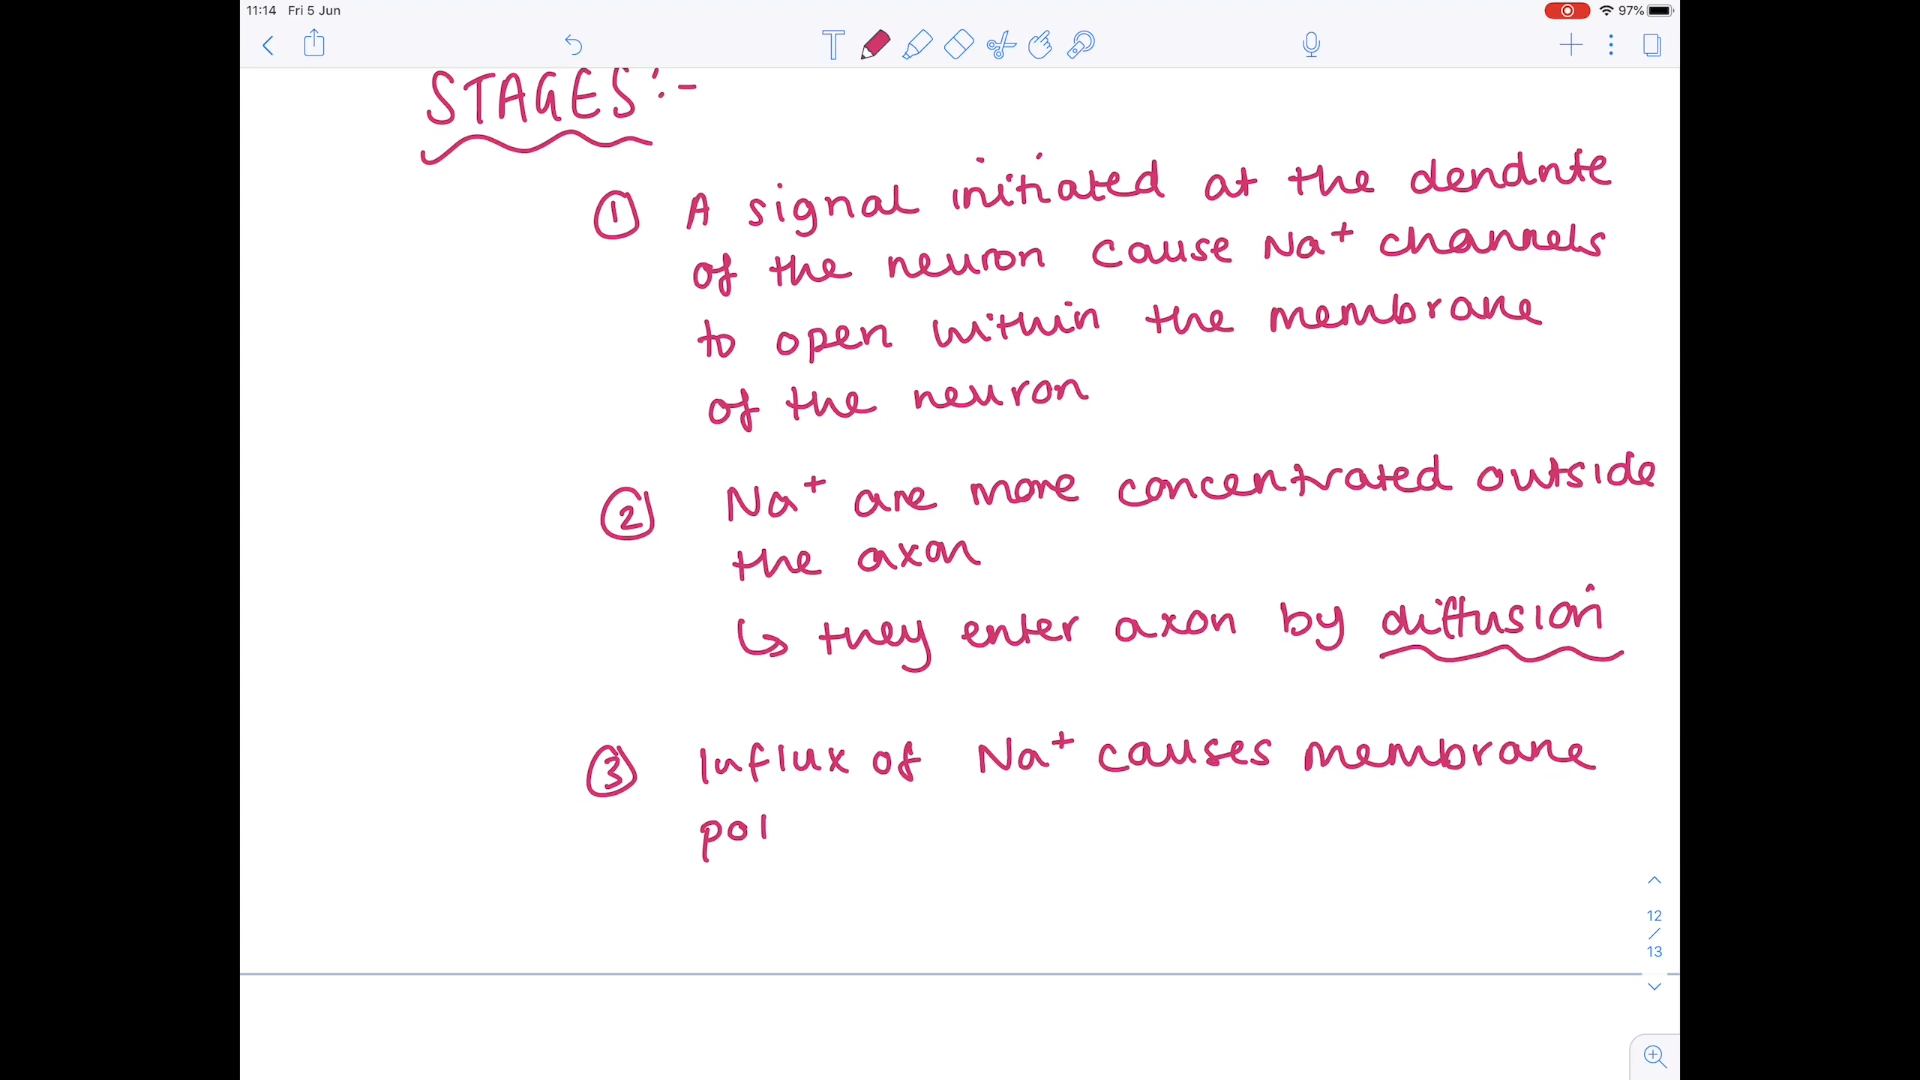 11:14 Fri 5 Jun
97%
STAGES:-
① A signal initiated at the dendrite
of the neuron cause Na⁺ channels
to open within the membrane
of the neuron
② Na⁺ are more concentrated outside
the axon
↳ they enter axon by diffusion
③ Influx of Na⁺ causes membrane
pol
12
/
13